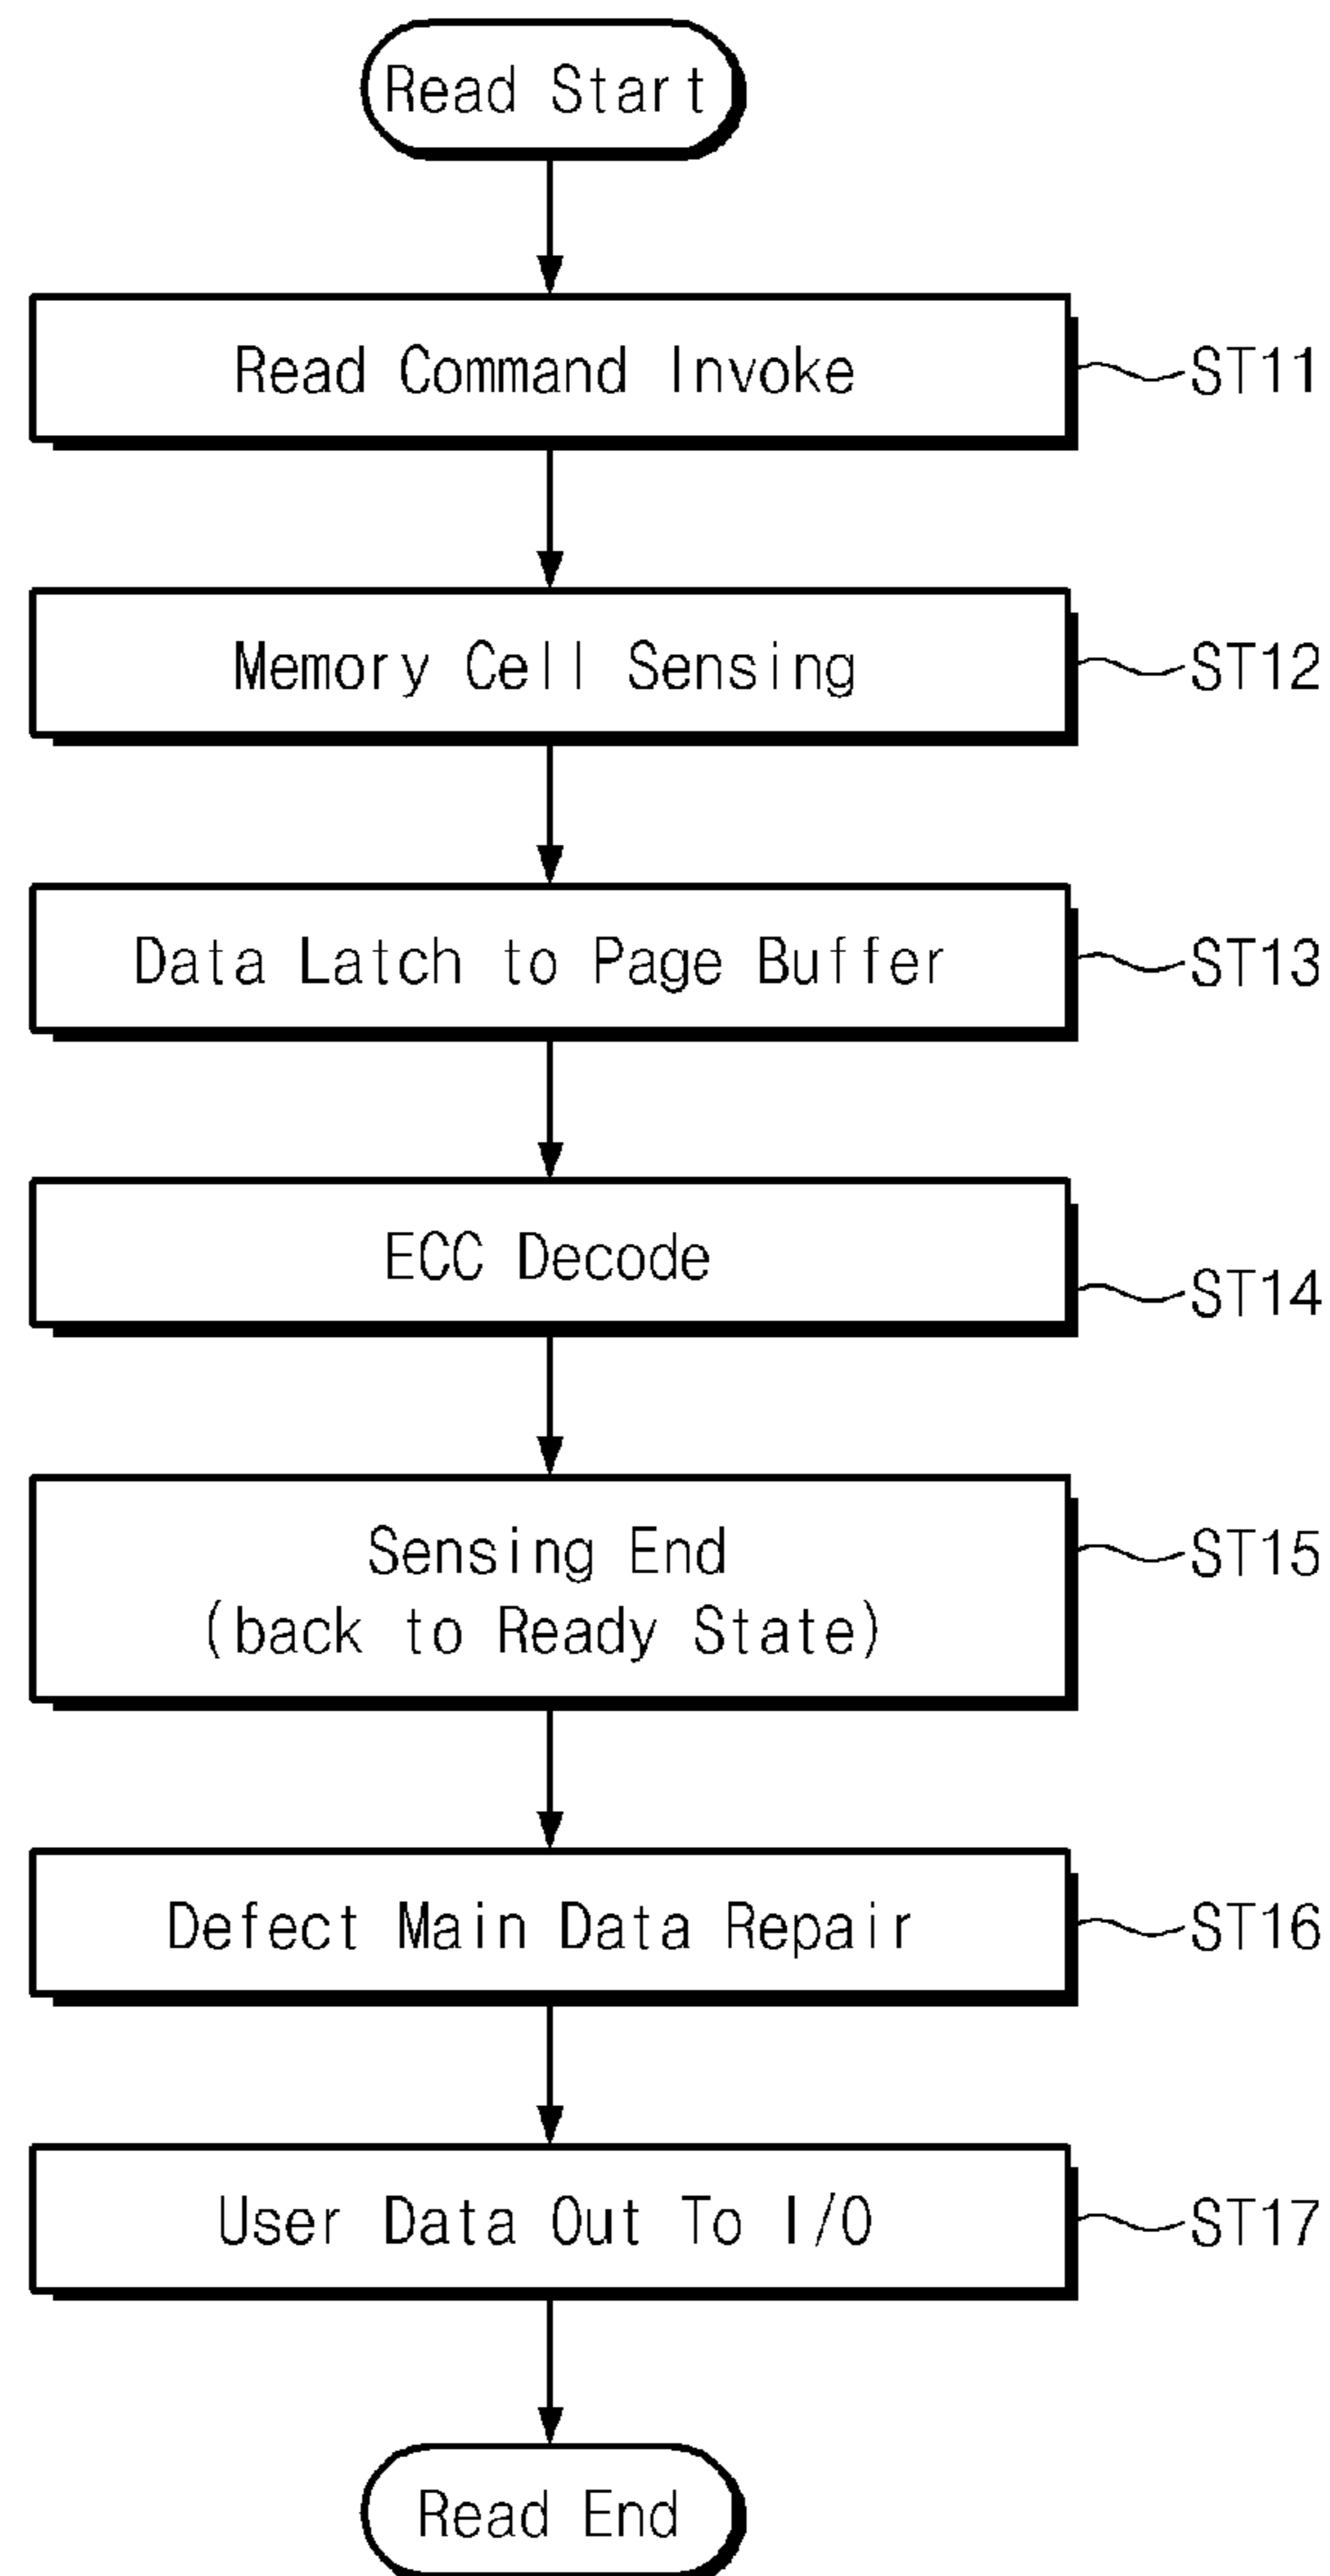 Read Start
Read Command Invoke
ST11
Memory Cell Sensing
ST12
Data Latch to Page Buffer
ST13
ECC Decode
ST14
Sensing End
(back to Ready State)
ST15
Defect Main Data Repair
ST16
User Data Out To I/O
ST17
Read End